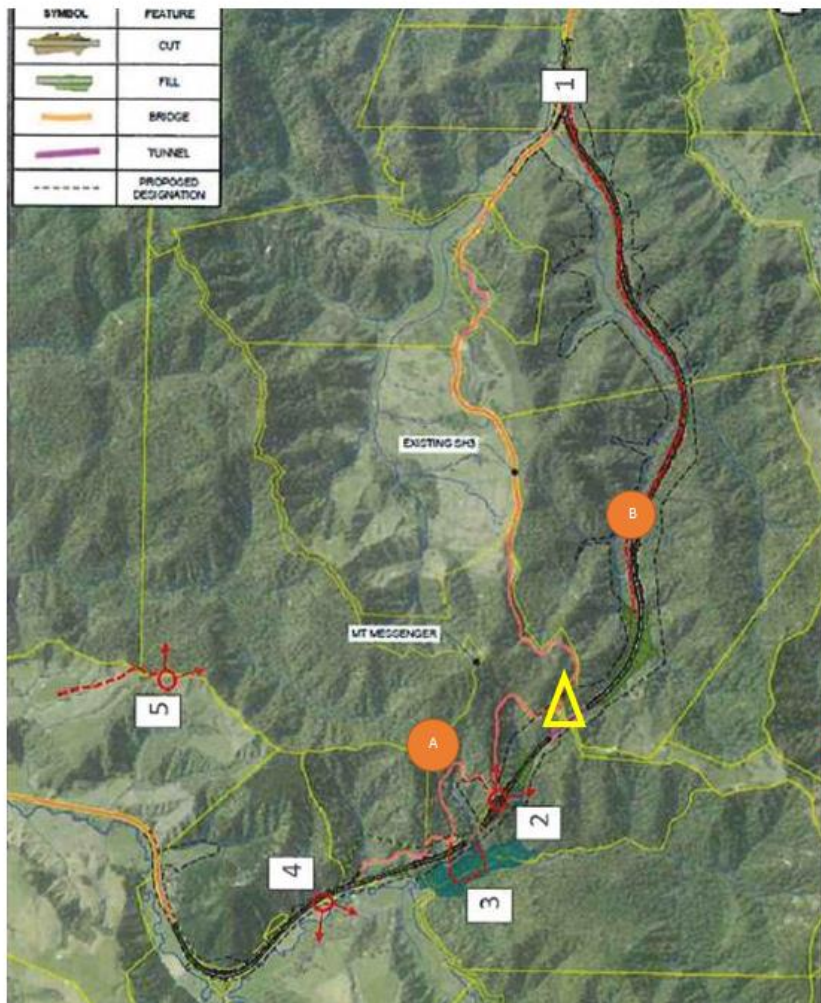 SYMBOL FEATURE
CUT
FILL
BRIDGE
TUNNEL
PROPOSED
DESIGNATION
1
EXISTING SH3
B
MT MESSENGER
5
A
2
4
3